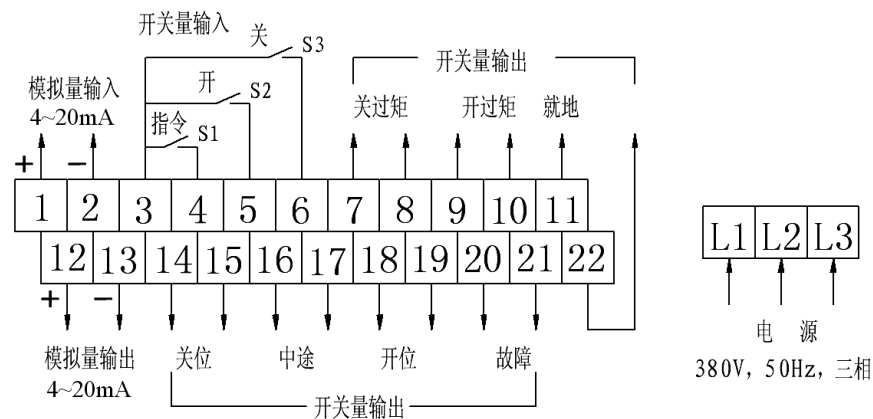 开关量输入
关
S3
开关量输出
模拟量输入
4~20mA
开
S2
关过矩
开过矩
就地
指令
S1
+
−
1 2 3 4 5 6 7 8 9 10 11
12 13 14 15 16 17 18 19 20 21 22
L1 L2 L3
+
−
模拟量输出
4~20mA
关位
中途
开位
故障
开关量输出
电 源
380V, 50Hz, 三相